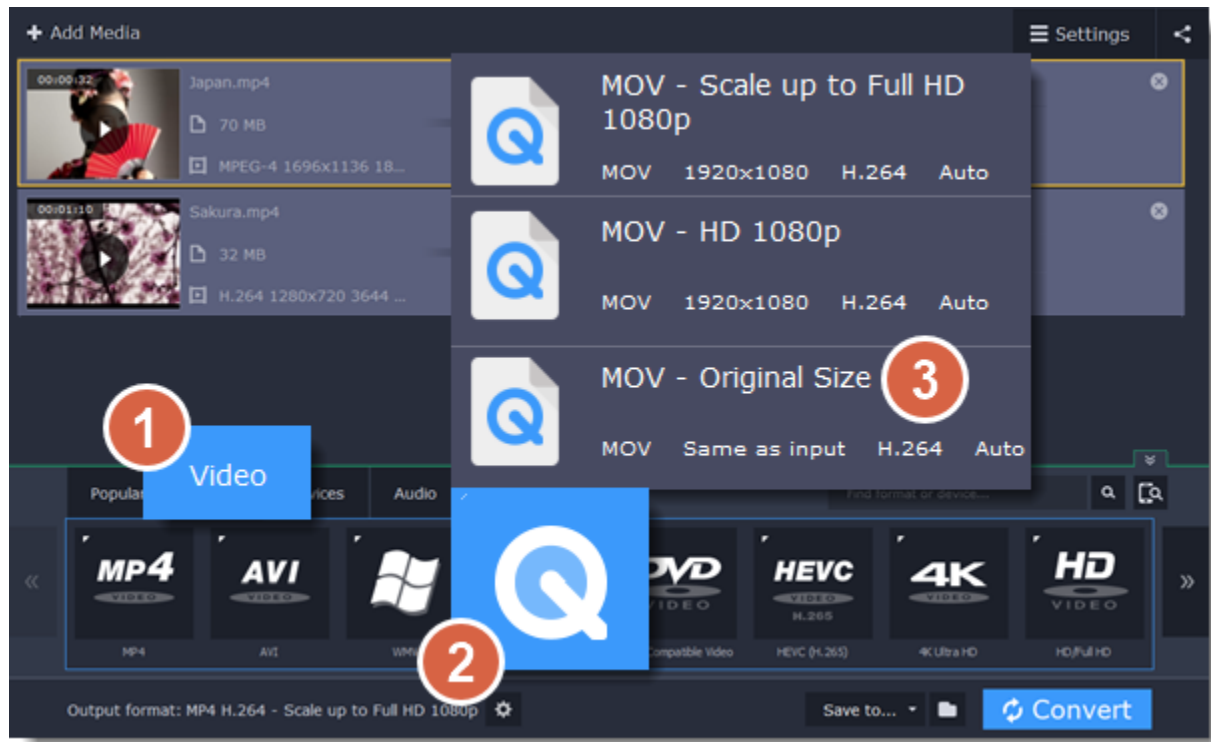 Add Media
Settings
00:00:32
Japan.mp4
70 MB
MPEG-4 1696x1136 18...
00:01:10
Sakura.mp4
32 MB
H.264 1280x720 3644 ...
MOV - Scale up to Full HD
1080p
MOV 1920x1080 H.264 Auto
MOV - HD 1080p
MOV 1920x1080 H.264 Auto
MOV - Original Size
3
MOV Same as input H.264 Auto
1
Video
Popular
Audio
Find format or device...
MP4
VIDEO
MP4
AVI
VIDEO
AVI
WMV
2
DVD
VIDEO
Compatible Video
HEVC
VIDEO
H.265
HEVC (H.265)
4K
VIDEO
4K Ultra HD
HD
VIDEO
HD/Full HD
Output format: MP4 H.264 - Scale up to Full HD 1080p
Save to...
Convert